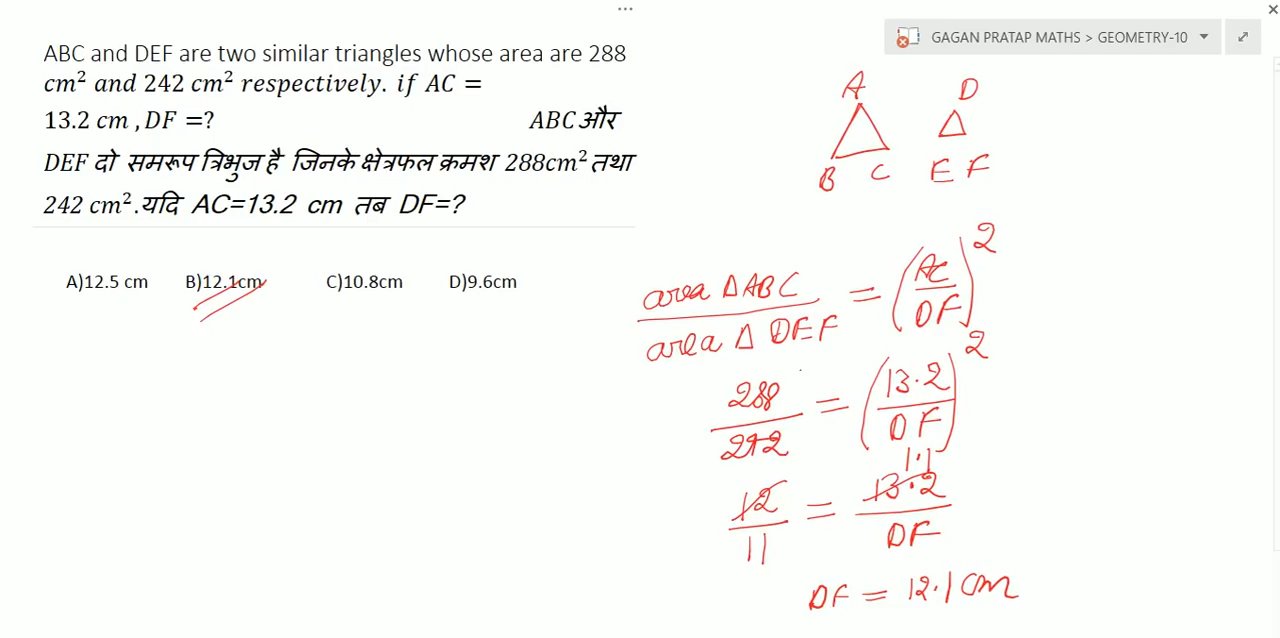 GAGAN PRATAP MATHS > GEOMETRY-10
ABC and DEF are two similar triangles whose area are 288
cm² and 242 cm² respectively. if AC =
13.2 cm , DF =? ABC और
DEF दो समरूप त्रिभुज है जिनके क्षेत्रफल क्रमश 288cm² तथा
242 cm².यदि AC=13.2 cm तब DF=?
A)12.5 cm B)12.1cm C)10.8cm D)9.6cm
A D
B C E F
area ΔABC / area Δ DEF = (AC / DF)²
288 / 242 = (13.2 / DF)²
1.1
12 / 11 = 13.2 / DF
DF = 12.1 cm